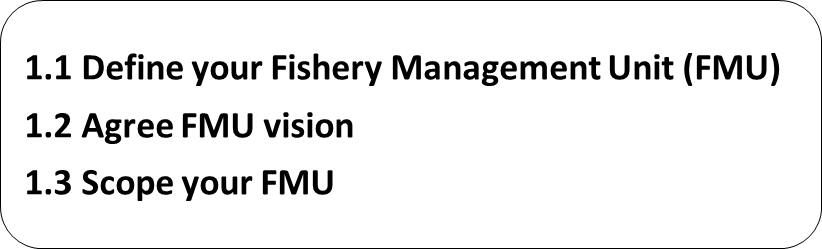 1.1 Define your Fishery Management Unit (FMU)
1.2 Agree FMU vision
1.3 Scope your FMU